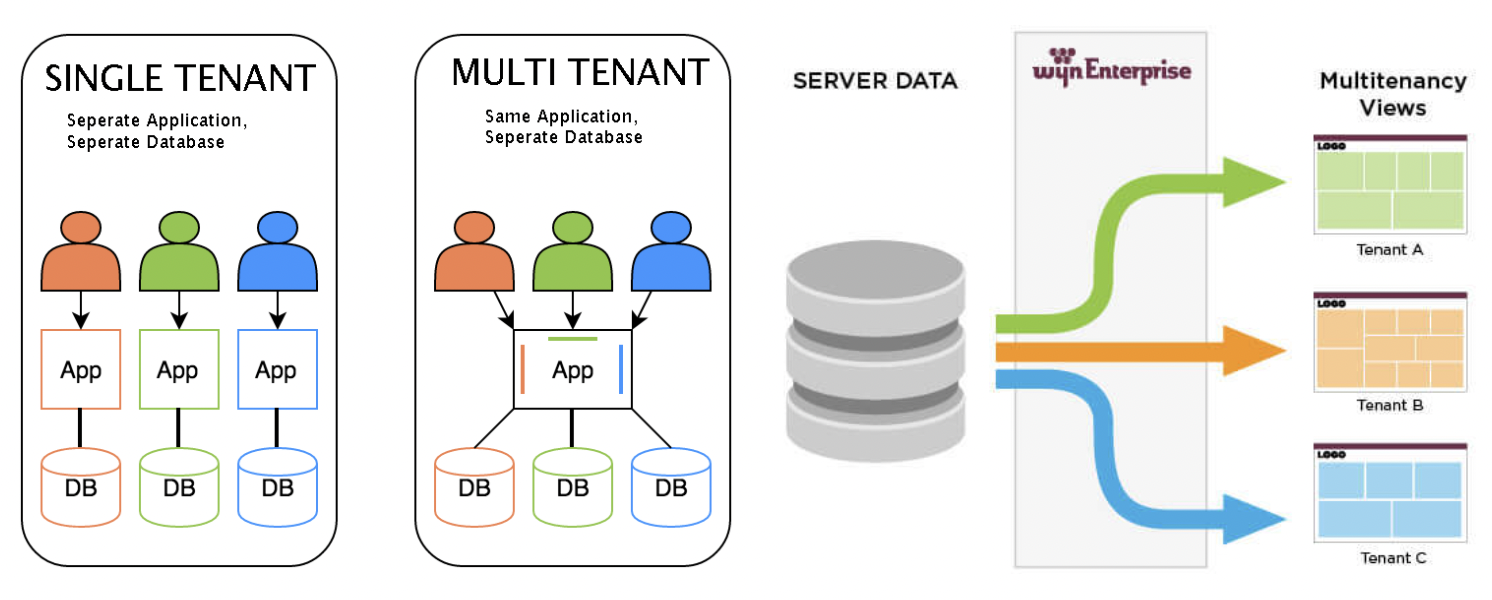 SINGLE TENANT
Seperate Application,
Seperate Database
App
App
App
DB
DB
DB
MULTI TENANT
Same Application,
Seperate Database
App
DB
DB
DB
SERVER DATA
wyn Enterprise
Multitenancy
Views
LOGO
Tenant A
LOGO
Tenant B
LOGO
Tenant C